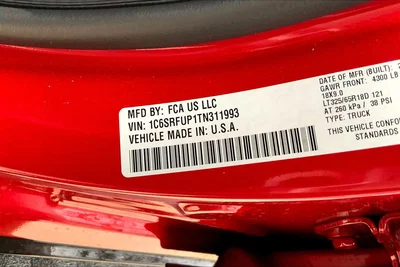 MFD BY: FCA US LLC
VIN: 1C6SRFUP1TN311993
VEHICLE MADE IN: U.S.A.
DATE OF MFR (BUILT):
GAWR FRONT: 4300 LB
18X9.0
LT325/65R18D 121
AT 260 kPa / 38 PSI
TYPE: TRUCK
THIS VEHICLE CONFO
STANDARDS